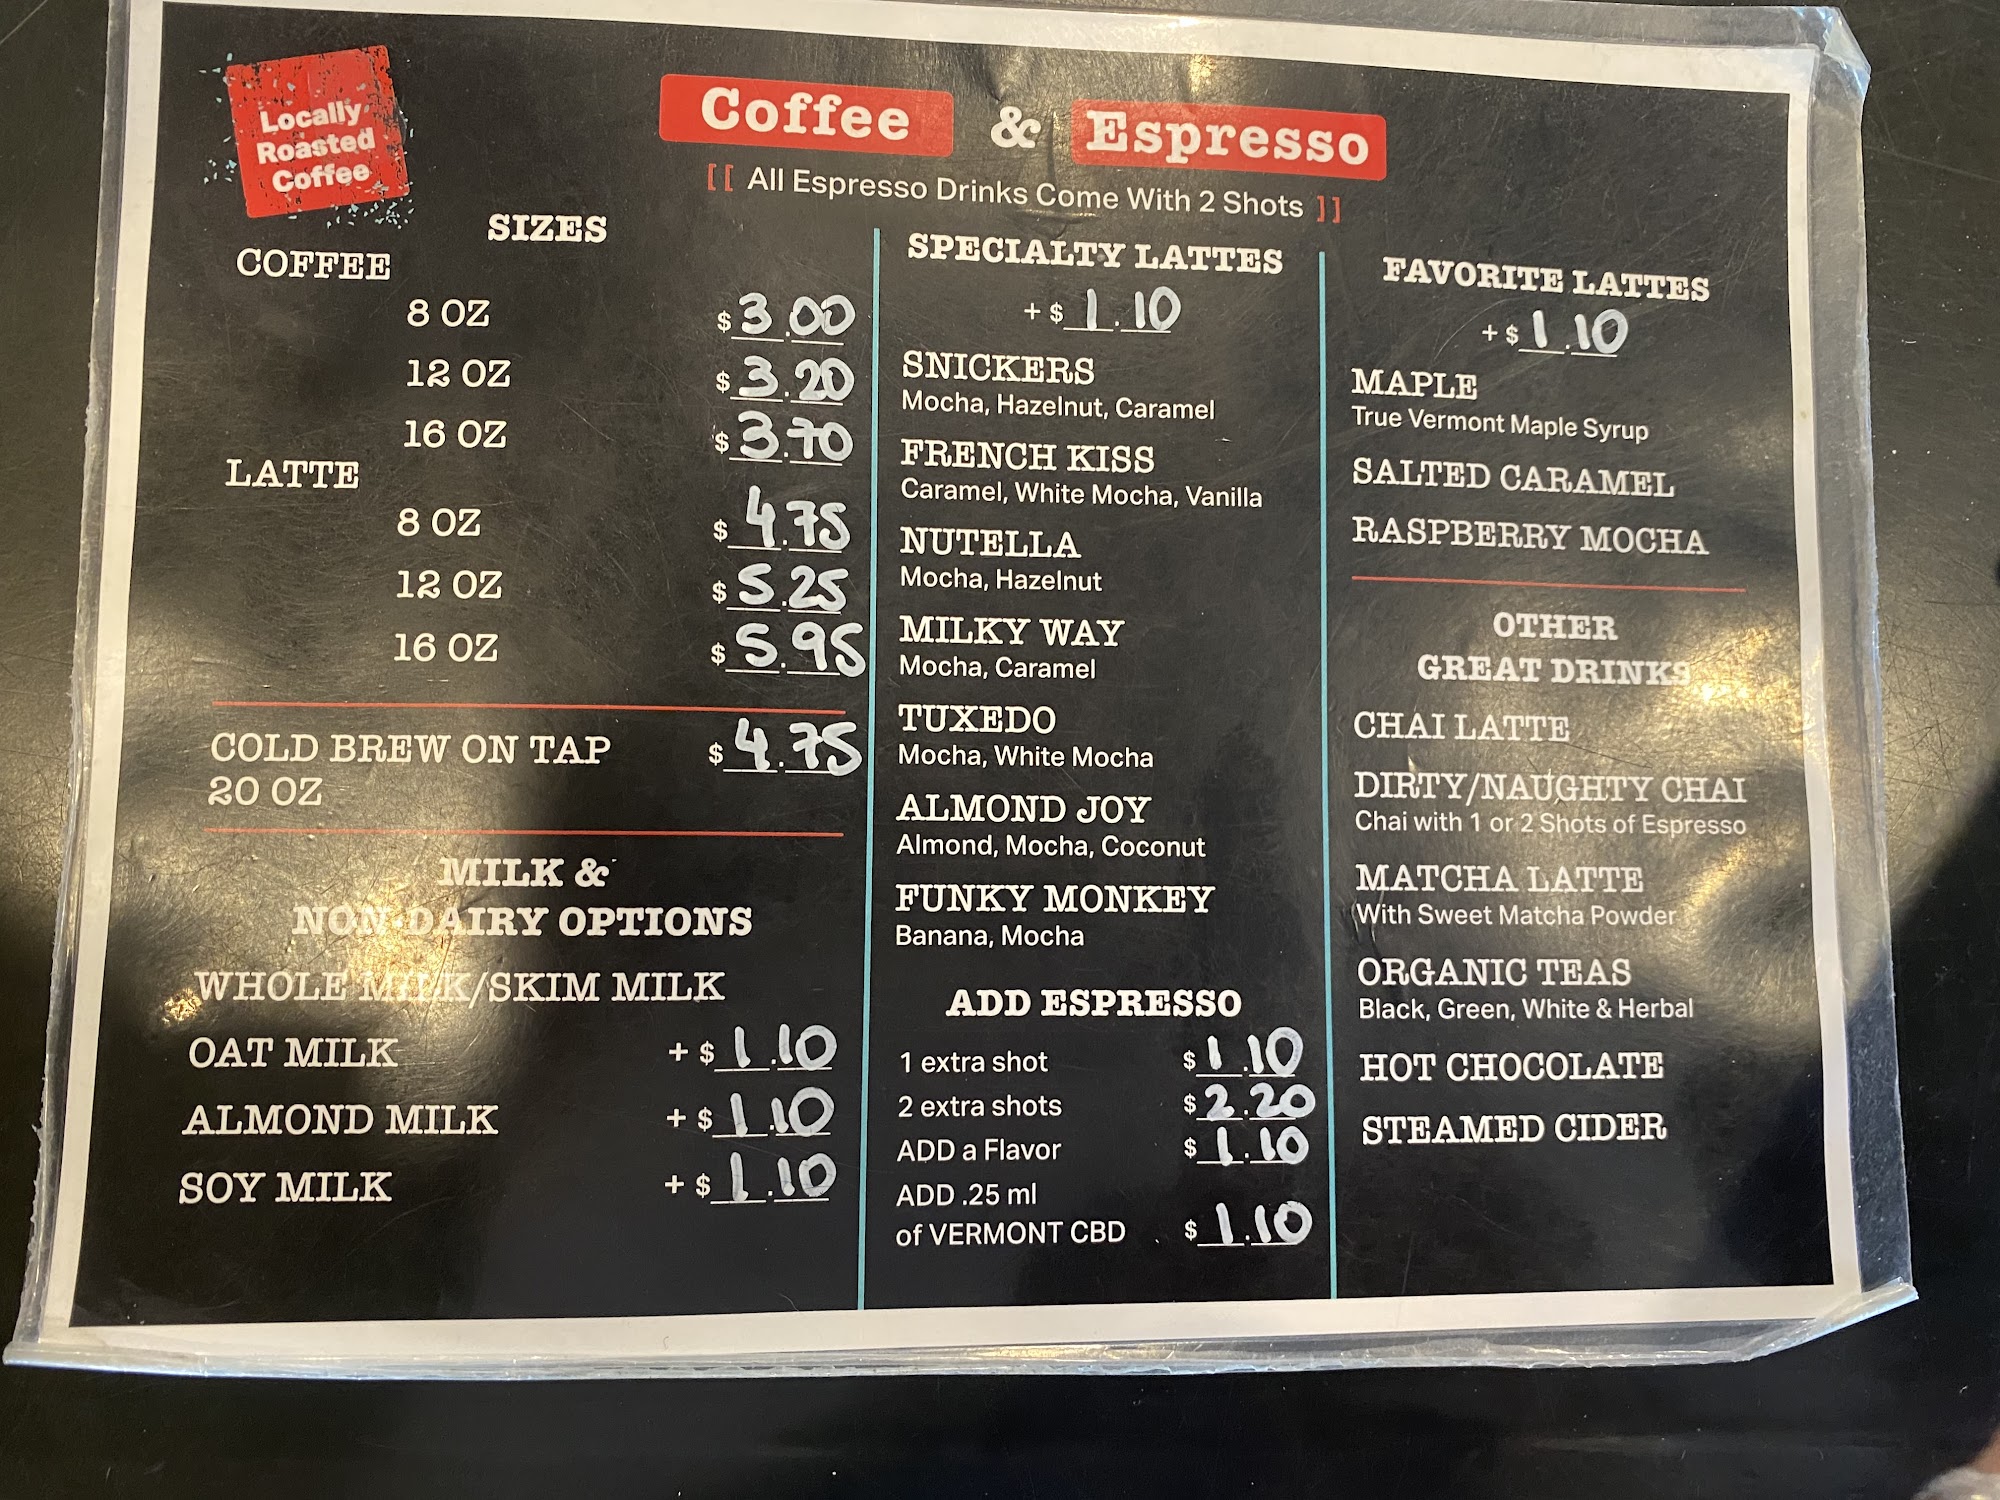 Locally
Roasted
Coffee
Coffee & Espresso
[[ All Espresso Drinks Come With 2 Shots ]]
SIZES
COFFEE
8 OZ $3.00
12 OZ $3.20
16 OZ $3.70
LATTE
8 OZ $4.75
12 OZ $5.25
16 OZ $5.95
COLD BREW ON TAP $4.75
20 OZ
MILK &
NON-DAIRY OPTIONS
WHOLE MILK/SKIM MILK
OAT MILK +$1.10
ALMOND MILK +$1.10
SOY MILK +$1.10
SPECIALTY LATTES
+$1.10
SNICKERS
Mocha, Hazelnut, Caramel
FRENCH KISS
Caramel, White Mocha, Vanilla
NUTELLA
Mocha, Hazelnut
MILKY WAY
Mocha, Caramel
TUXEDO
Mocha, White Mocha
ALMOND JOY
Almond, Mocha, Coconut
FUNKY MONKEY
Banana, Mocha
ADD ESPRESSO
1 extra shot $1.10
2 extra shots $2.20
ADD a Flavor $1.10
ADD .25 ml
of VERMONT CBD $1.10
FAVORITE LATTES
+$1.10
MAPLE
True Vermont Maple Syrup
SALTED CARAMEL
RASPBERRY MOCHA
OTHER
GREAT DRINKS
CHAI LATTE
DIRTY/NAUGHTY CHAI
Chai with 1 or 2 Shots of Espresso
MATCHA LATTE
With Sweet Matcha Powder
ORGANIC TEAS
Black, Green, White & Herbal
HOT CHOCOLATE
STEAMED CIDER